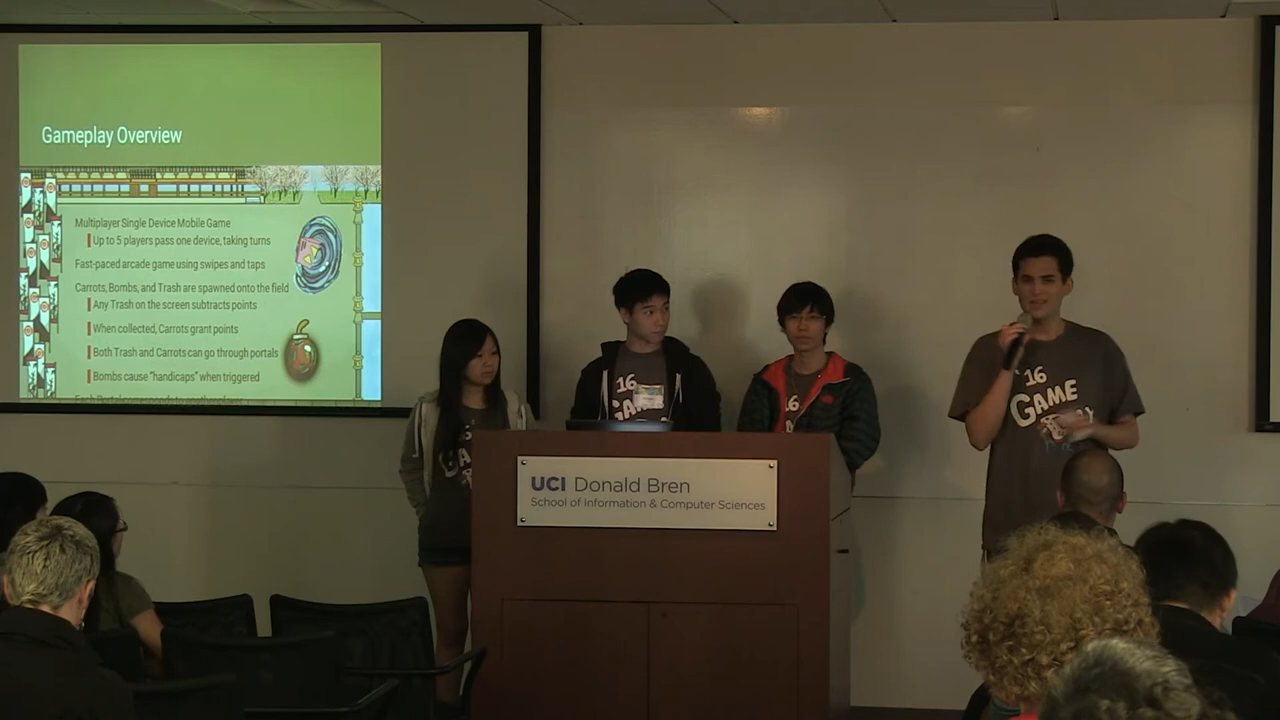 Gameplay Overview
Multiplayer Single Device Mobile Game
Up to 5 players pass one device, taking turns
Fast-paced arcade game using swipes and taps
Carrots, Bombs, and Trash are spawned onto the field
Any Trash on the screen subtracts points
When collected, Carrots grant points
Both Trash and Carrots can go through portals
Bombs cause "handicaps" when triggered
16
GAME
16
'16
GAME
UCI Donald Bren
School of Information & Computer Sciences